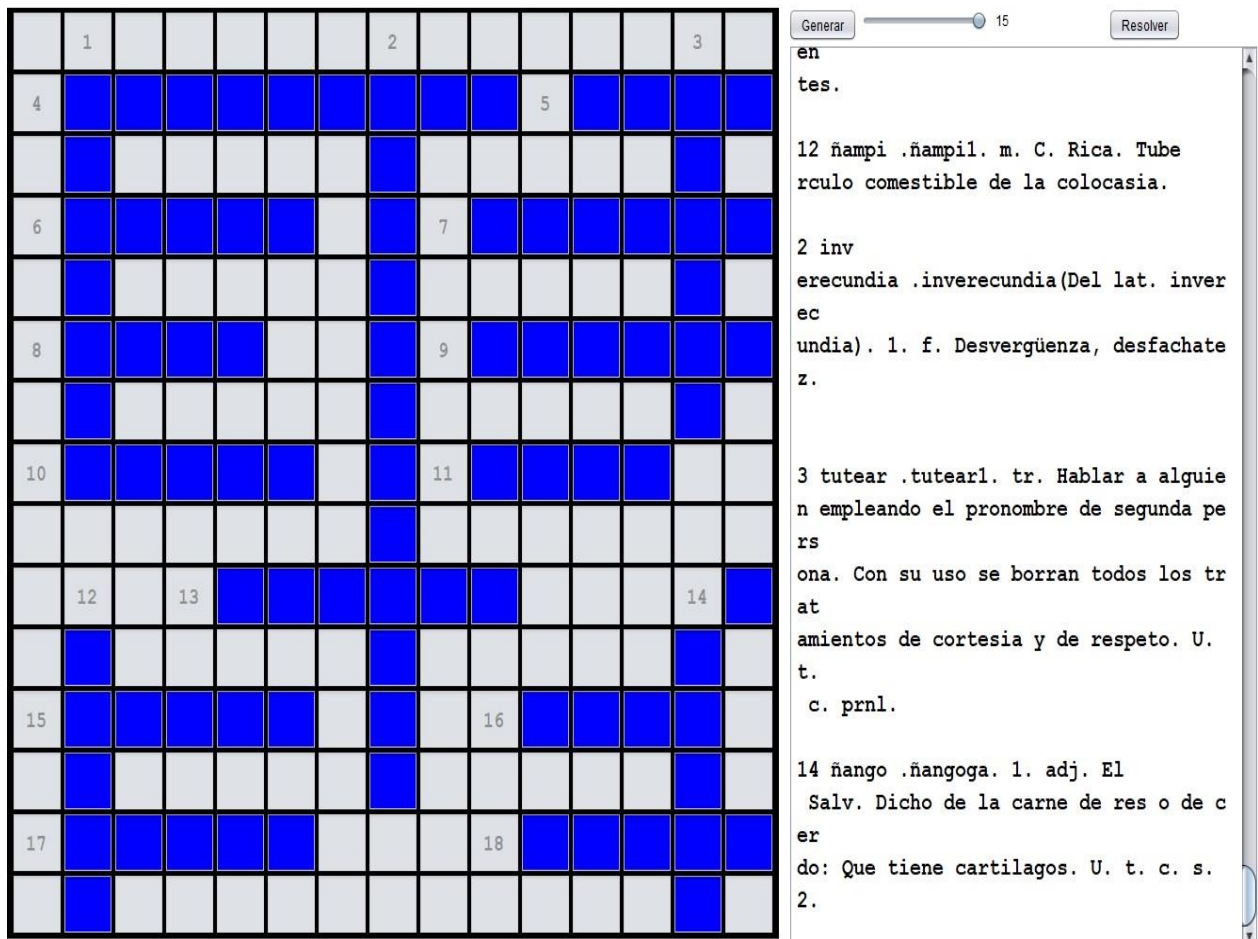 Generar 15 Resolver
1 2 3
4 5
6 7
8 9
10 11
12 13 14
15 16
17 18
en
tes.
12 ñampi .ñampi1. m. C. Rica. Tube
rculo comestible de la colocasia.
2 inv
erecundia .inverecundia(Del lat. inver
ec
undia). 1. f. Desvergüenza, desfachate
z.
3 tutear .tutear1. tr. Hablar a alguie
n empleando el pronombre de segunda pe
rs
ona. Con su uso se borran todos los tr
at
amientos de cortesia y de respeto. U.
t.
c. prnl.
14 ñango .ñangoga. 1. adj. El
Salv. Dicho de la carne de res o de c
er
do: Que tiene cartilagos. U. t. c. s.
2.